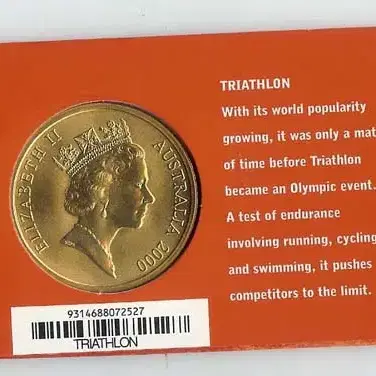 ELIZABETH II AUSTRALIA 2000
TRIATHLON
With its world popularity
growing, it was only a
of time before Triathlon
became an Olympic event.
A test of endurance
involving running, cycling
and swimming, it pushes
competitors to the limit.
9314688072527
TRIATHLON